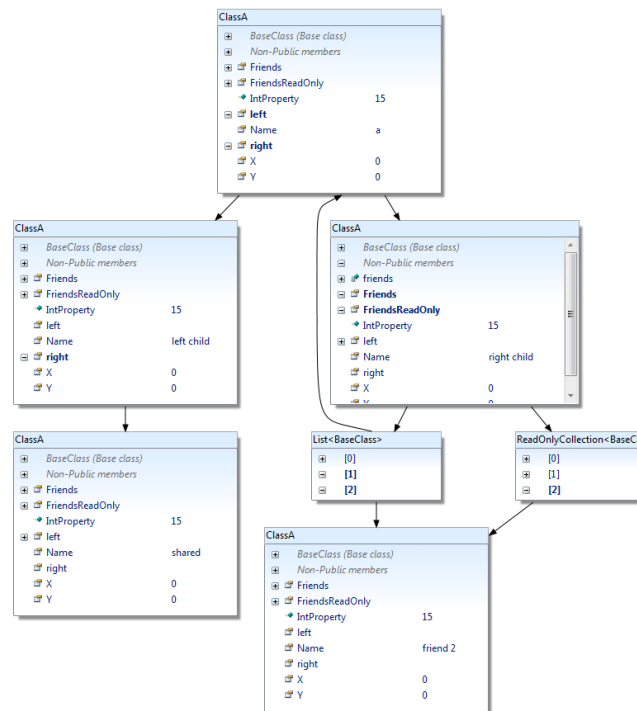 ClassA
BaseClass (Base class)
Non-Public members
Friends
FriendsReadOnly
IntProperty 15
left
Name a
right
X 0
Y 0
ClassA
BaseClass (Base class)
Non-Public members
Friends
FriendsReadOnly
IntProperty 15
left
Name left child
right
X 0
Y 0
ClassA
BaseClass (Base class)
Non-Public members
friends
Friends
FriendsReadOnly
IntProperty 15
left
Name right child
right
X 0
Y 0
ClassA
BaseClass (Base class)
Non-Public members
Friends
FriendsReadOnly
IntProperty 15
left
Name shared
right
X 0
Y 0
List<BaseClass>
[0]
[1]
[2]
ReadOnlyCollection<BaseCl
[0]
[1]
[2]
ClassA
BaseClass (Base class)
Non-Public members
Friends
FriendsReadOnly
IntProperty 15
left
Name friend 2
right
X 0
Y 0